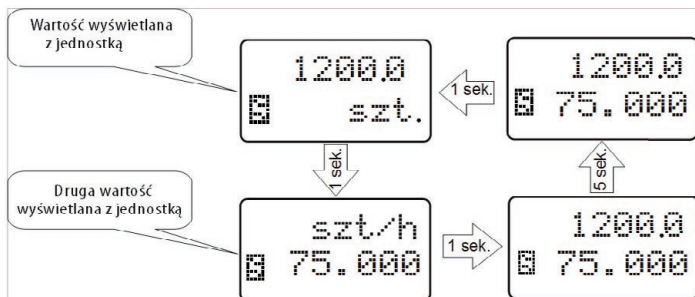 Wartość wyświetlana
z jednostką
1200.0
S
szt.
1 sek.
1200.0
S 75.000
1 sek.
5 sek.
Druga wartość
wyświetlana z jednostką
szt/h
S 75.000
1 sek.
1200.0
S 75.000